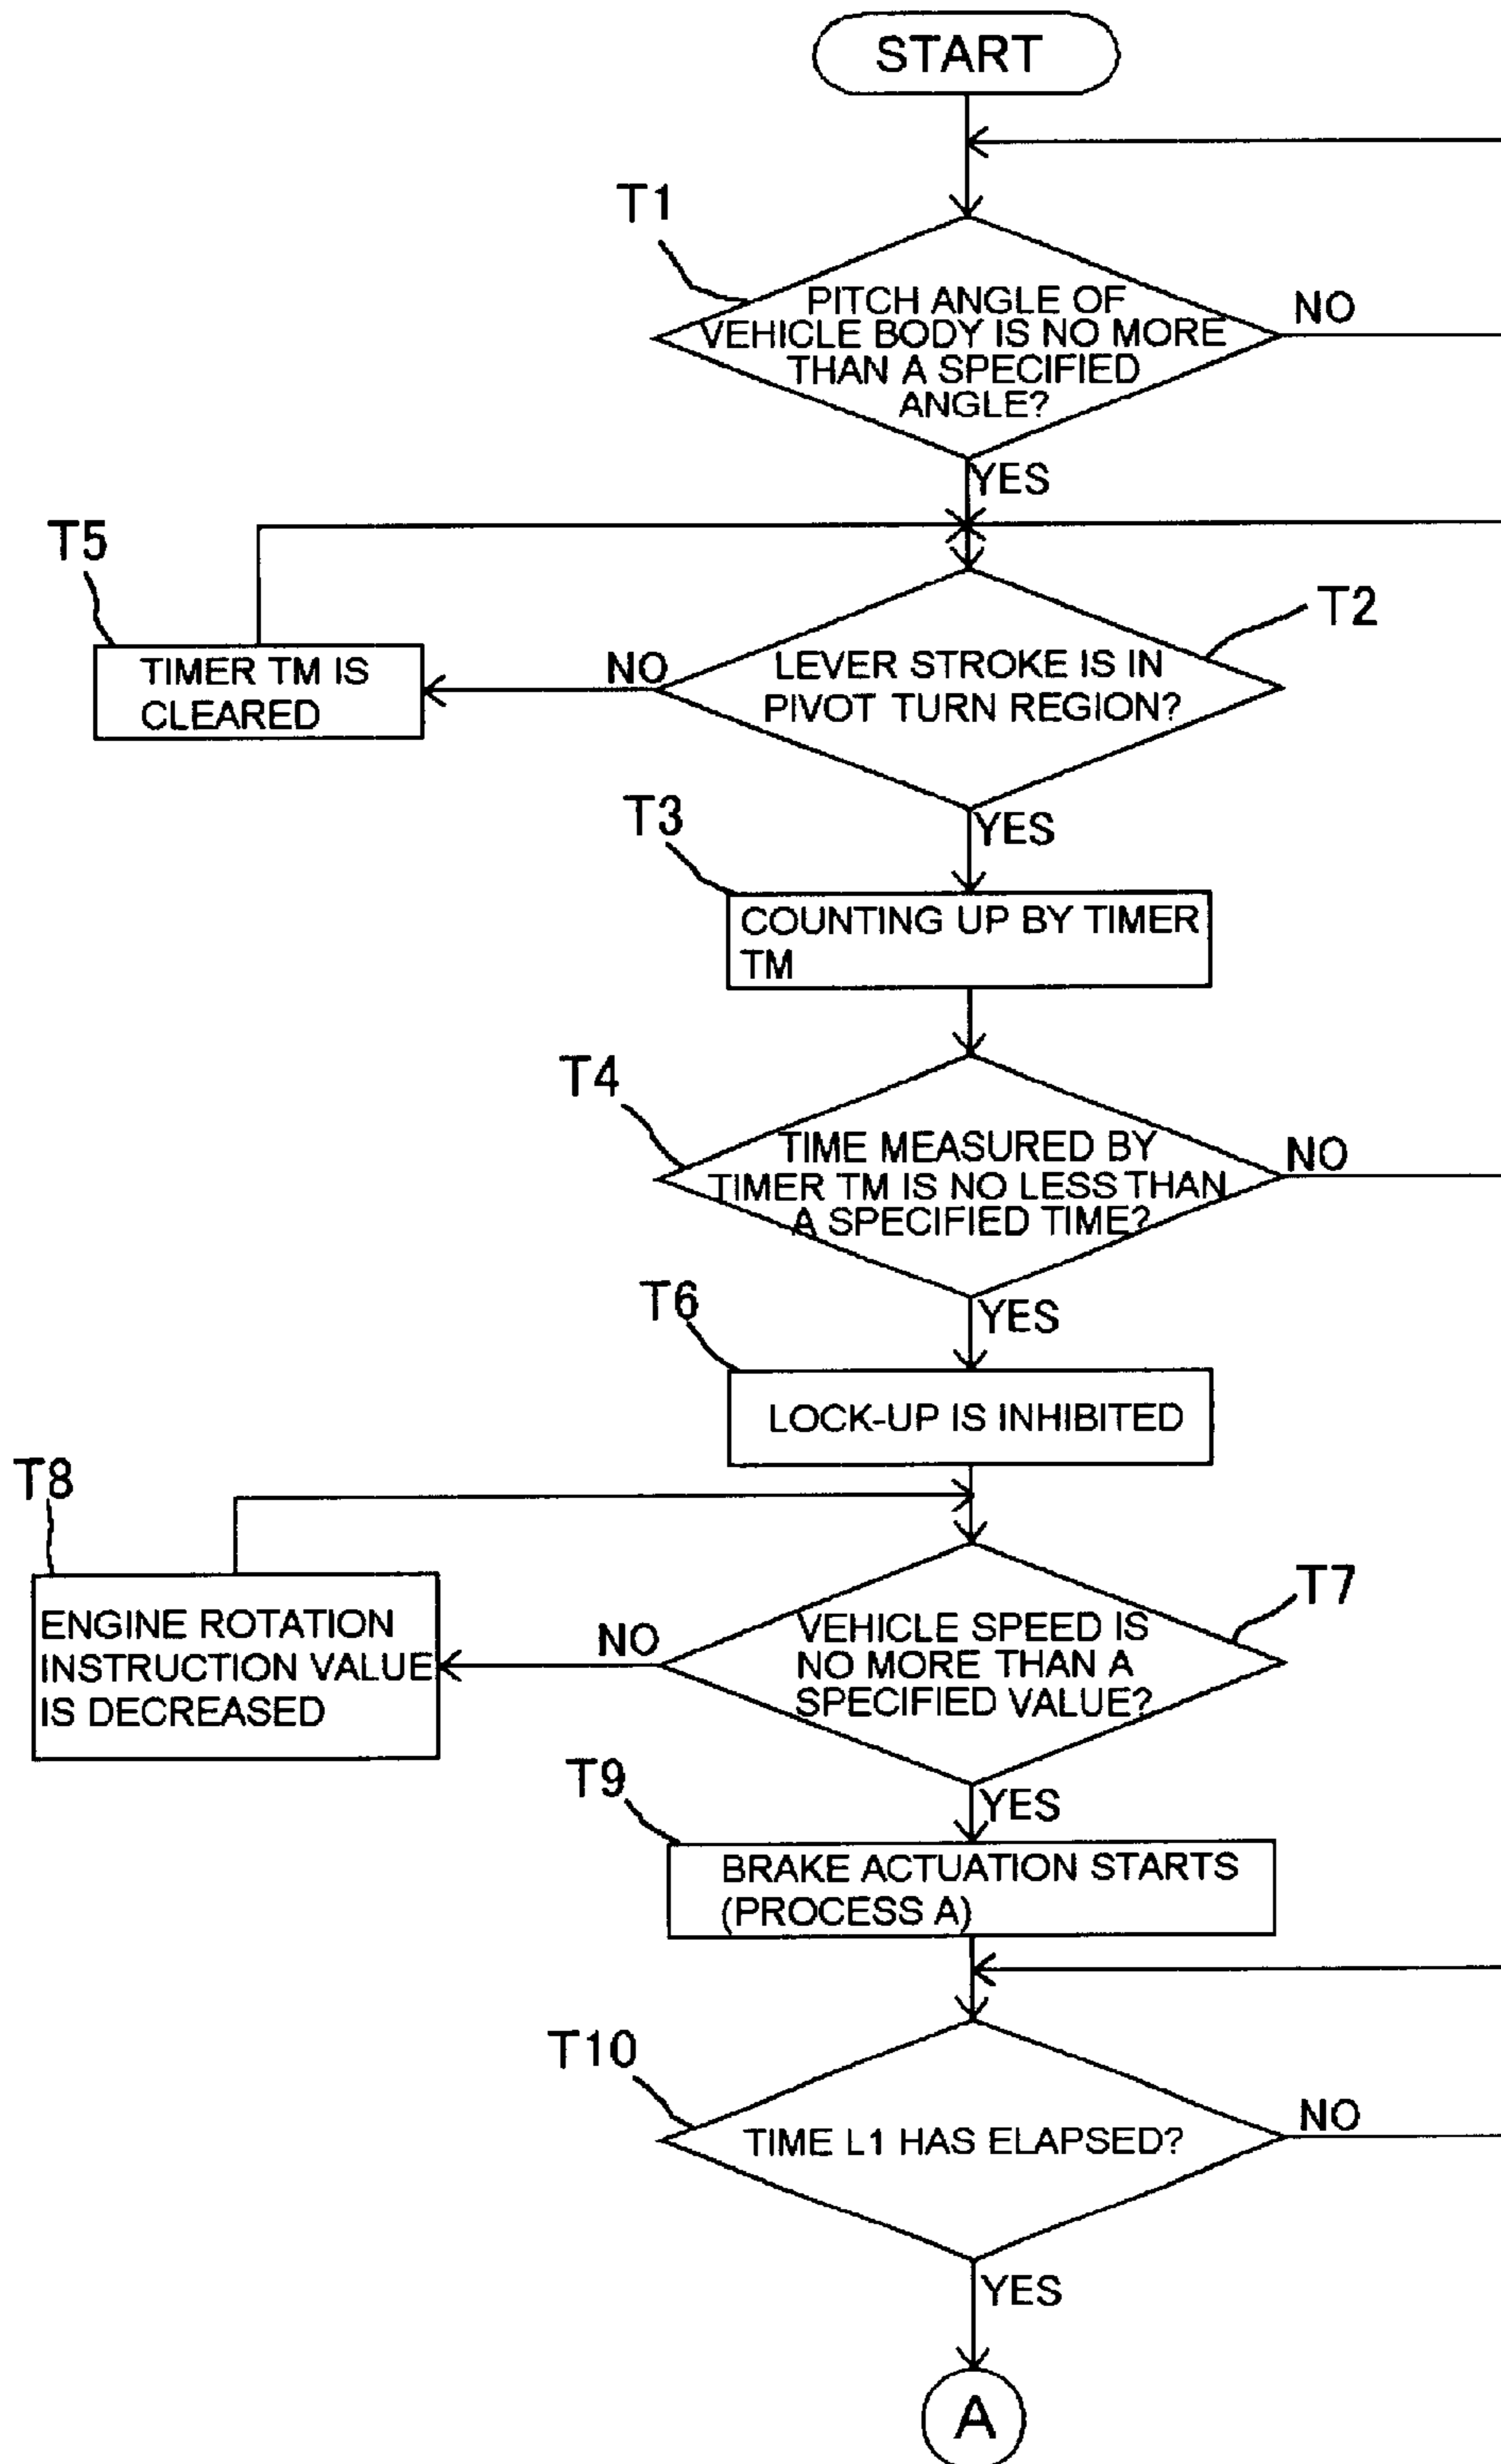 START
T1
PITCH ANGLE OF
VEHICLE BODY IS NO MORE
THAN A SPECIFIED
ANGLE?
NO
YES
T5
TIMER TM IS
CLEARED
NO
T2
LEVER STROKE IS IN
PIVOT TURN REGION?
YES
T3
COUNTING UP BY TIMER
TM
T4
TIME MEASURED BY
TIMER TM IS NO LESS THAN
A SPECIFIED TIME?
NO
YES
T6
LOCK-UP IS INHIBITED
T8
ENGINE ROTATION
INSTRUCTION VALUE
IS DECREASED
NO
T7
VEHICLE SPEED IS
NO MORE THAN A
SPECIFIED VALUE?
YES
T9
BRAKE ACTUATION STARTS
(PROCESS A)
T10
TIME L1 HAS ELAPSED?
NO
YES
A